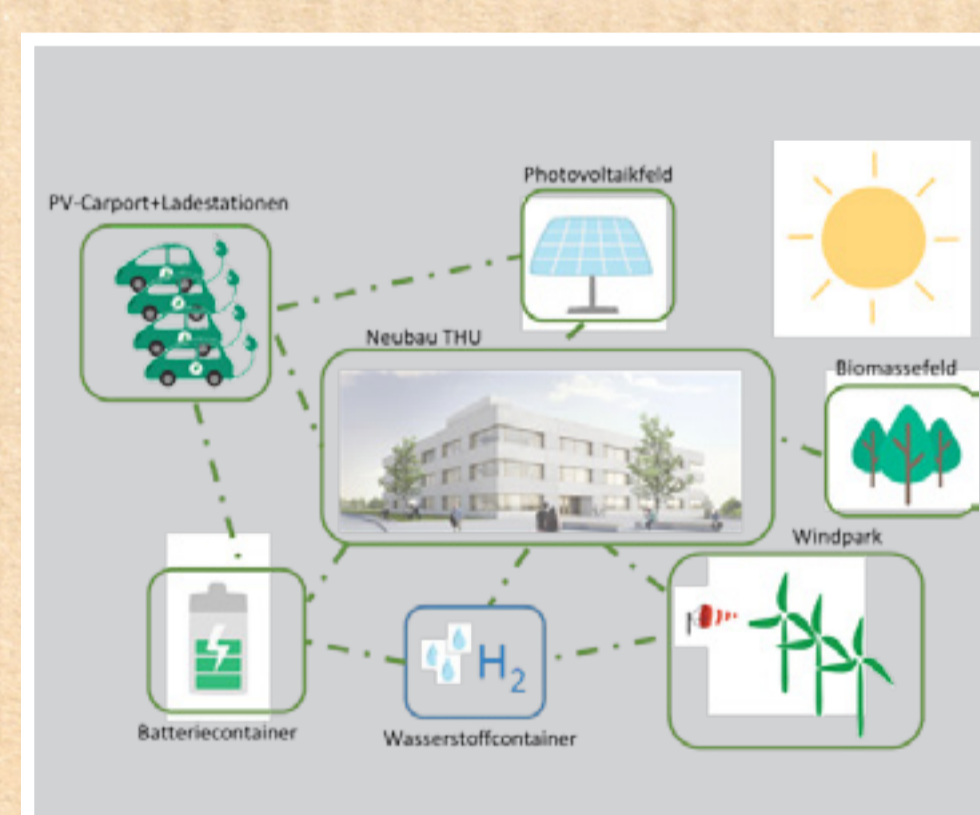 Photovoltaikfeld
PV-Carport+Ladestationen
Neubau THU
Biomassefeld
Windpark
H2
Batteriecontainer
Wasserstoffcontainer